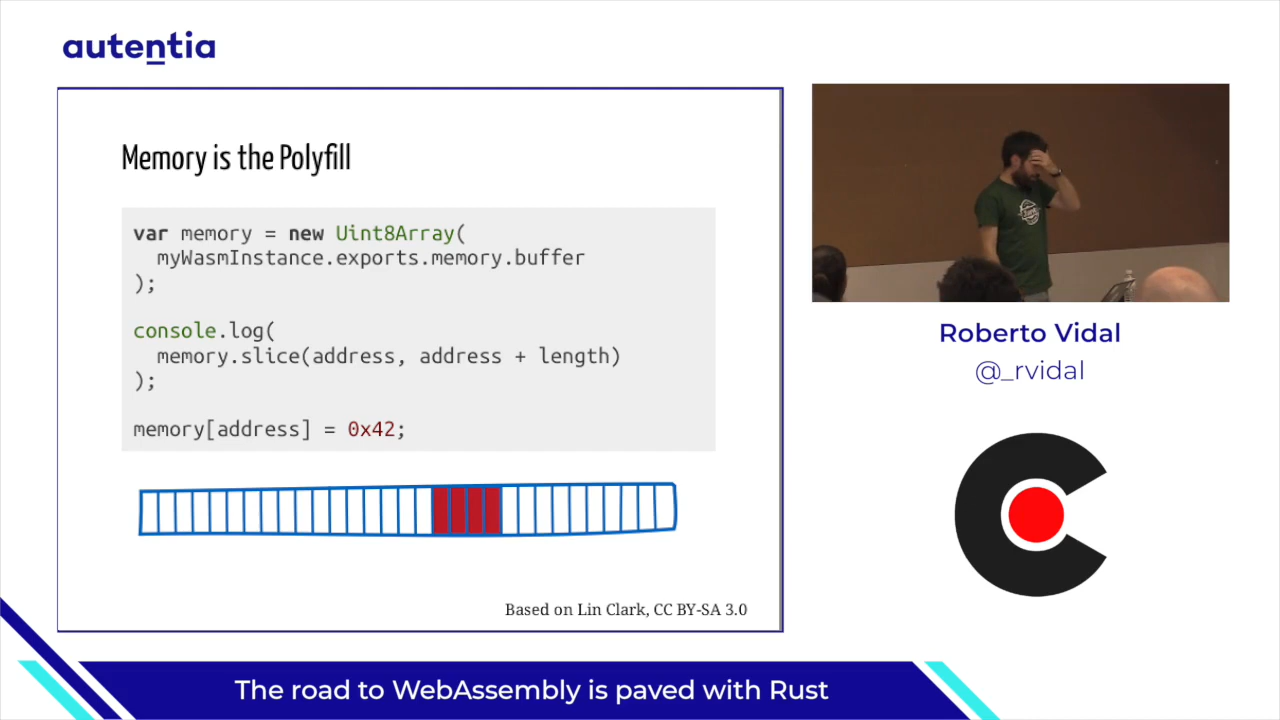 autentia
Memory is the Polyfill
var memory = new Uint8Array(
myWasmInstance.exports.memory.buffer
);
console.log(
memory.slice(address, address + length)
);
memory[address] = 0x42;
Based on Lin Clark, CC BY-SA 3.0
Roberto Vidal
@_rvidal
The road to WebAssembly is paved with Rust